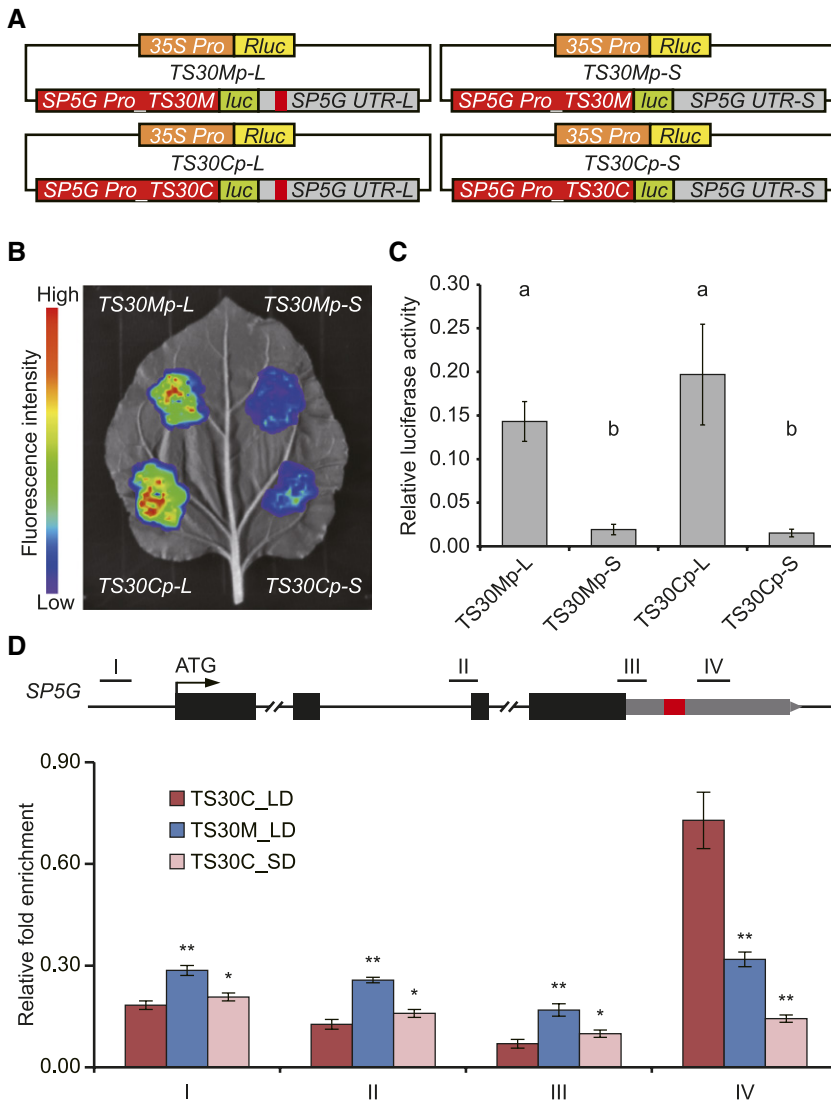 A
35S Pro Rluc
TS30Mp-L
SP5G Pro_TS30M luc SP5G UTR-L
35S Pro Rluc
TS30Mp-S
SP5G Pro_TS30M luc SP5G UTR-S
35S Pro Rluc
TS30Cp-L
SP5G Pro_TS30C luc SP5G UTR-L
35S Pro Rluc
TS30Cp-S
SP5G Pro_TS30C luc SP5G UTR-S
B
High
Fluorescence intensity
Low
TS30Mp-L
TS30Mp-S
TS30Cp-L
TS30Cp-S
C
Relative luciferase activity
0.30
0.25
0.20
0.15
0.10
0.05
0.00
a
b
a
b
TS30Mp-L
TS30Mp-S
TS30Cp-L
TS30Cp-S
D
SP5G
I
ATG
II
III
IV
Relative fold enrichment
0.90
0.60
0.30
0.00
TS30C_LD
TS30M_LD
TS30C_SD
** *
** *
** *
** **
I
II
III
IV